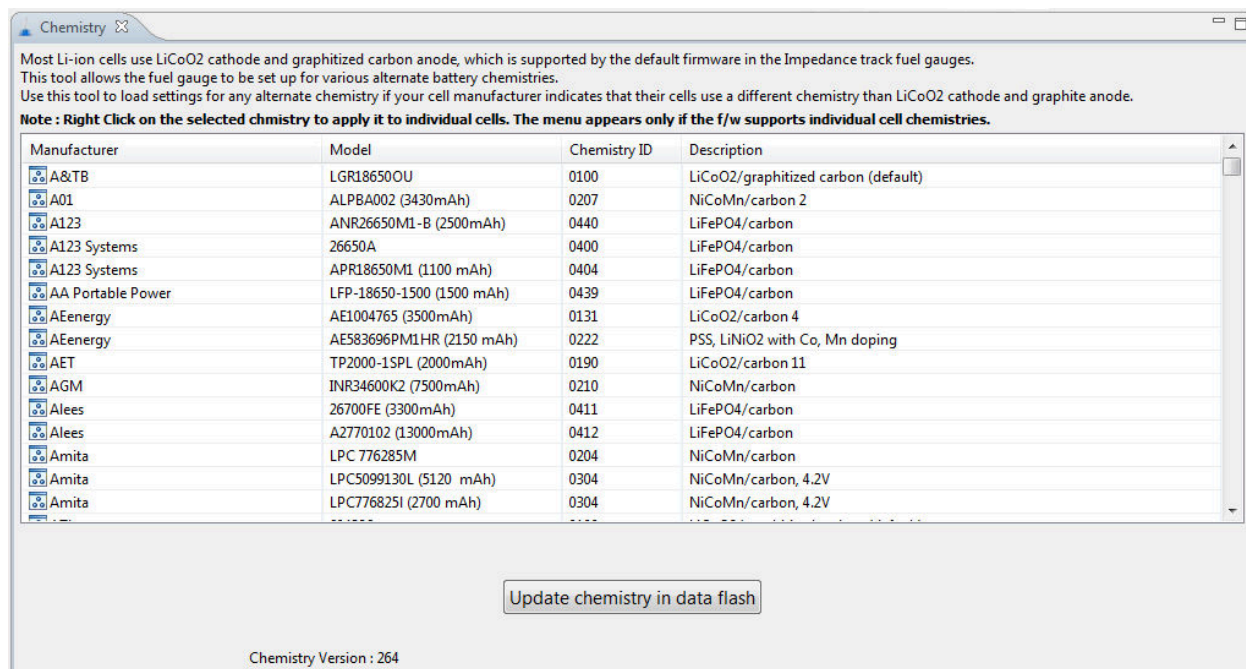 Chemistry
Most Li-ion cells use LiCoO2 cathode and graphitized carbon anode, which is supported by the default firmware in the Impedance track fuel gauges.
This tool allows the fuel gauge to be set up for various alternate battery chemistries.
Use this tool to load settings for any alternate chemistry if your cell manufacturer indicates that their cells use a different chemistry than LiCoO2 cathode and graphite anode.
Note : Right Click on the selected chmistry to apply it to individual cells. The menu appears only if the f/w supports individual cell chemistries.
Manufacturer Model Chemistry ID Description
A&TB LGR18650OU 0100 LiCoO2/graphitized carbon (default)
A01 ALPBA002 (3430mAh) 0207 NiCoMn/carbon 2
A123 ANR26650M1-B (2500mAh) 0440 LiFePO4/carbon
A123 Systems 26650A 0400 LiFePO4/carbon
A123 Systems APR18650M1 (1100 mAh) 0404 LiFePO4/carbon
AA Portable Power LFP-18650-1500 (1500 mAh) 0439 LiFePO4/carbon
AEenergy AE1004765 (3500mAh) 0131 LiCoO2/carbon 4
AEenergy AE583696PM1HR (2150 mAh) 0222 PSS, LiNiO2 with Co, Mn doping
AET TP2000-1SPL (2000mAh) 0190 LiCoO2/carbon 11
AGM INR34600K2 (7500mAh) 0210 NiCoMn/carbon
Alees 26700FE (3300mAh) 0411 LiFePO4/carbon
Alees A2770102 (13000mAh) 0412 LiFePO4/carbon
Amita LPC 776285M 0204 NiCoMn/carbon
Amita LPC5099130L (5120 mAh) 0304 NiCoMn/carbon, 4.2V
Amita LPC776825I (2700 mAh) 0304 NiCoMn/carbon, 4.2V
Update chemistry in data flash
Chemistry Version : 264